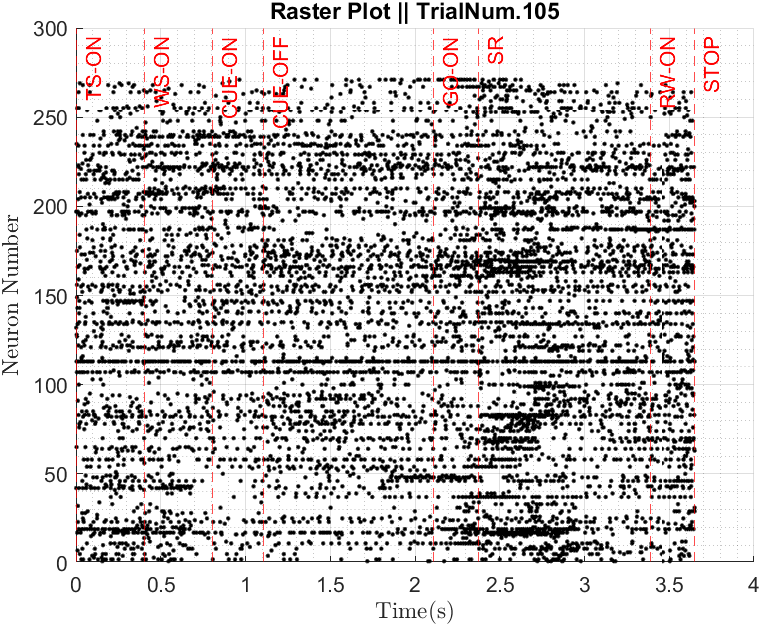 Raster Plot || TrialNum.105
300
250
200
150
100
50
0
Neuron Number
TS-ON
WS-ON
CUE-ON
CUE-OFF
GO-ON
SR
RW-ON
STOP
0 0.5 1 1.5 2 2.5 3 3.5 4
Time(s)